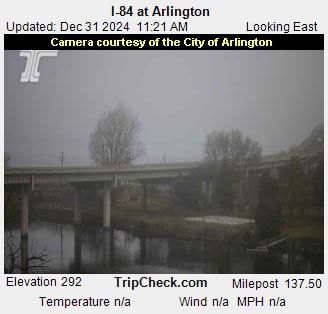 I-84 at Arlington
Updated: Dec 31 2024 11:21 AM Looking East
Camera courtesy of the City of Arlington
Elevation 292 TripCheck.com Milepost 137.50
Temperature n/a Wind n/a MPH n/a